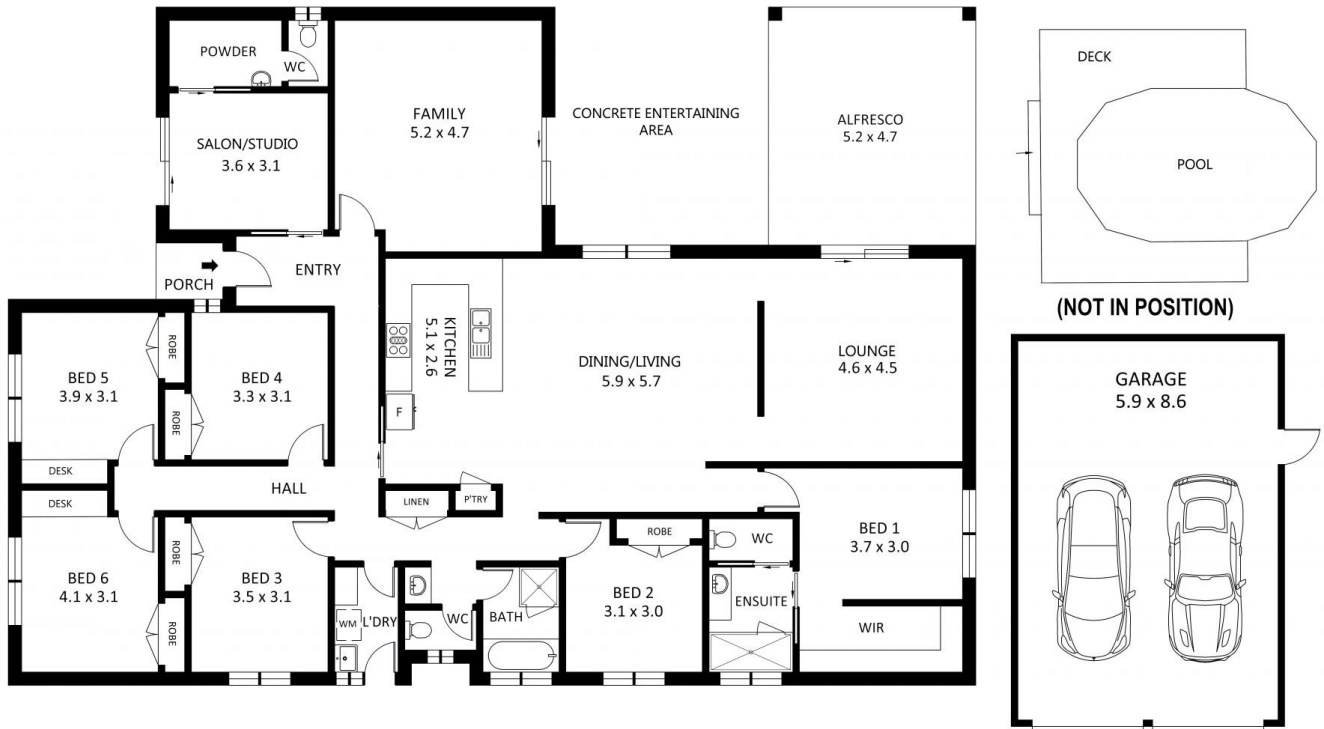 POWDER
WC
FAMILY
5.2 x 4.7
CONCRETE ENTERTAINING
AREA
ALFRESCO
5.2 x 4.7
DECK
POOL
(NOT IN POSITION)
SALON/STUDIO
3.6 x 3.1
PORCH
ENTRY
KITCHEN
5.1 x 2.6
F
DINING/LIVING
5.9 x 5.7
LOUNGE
4.6 x 4.5
GARAGE
5.9 x 8.6
BED 5
3.9 x 3.1
ROBE
BED 4
3.3 x 3.1
ROBE
DESK
HALL
DESK
LINEN
P'TRY
BED 6
4.1 x 3.1
ROBE
ROBE
BED 3
3.5 x 3.1
WM
L'DRY
WC
BATH
ROBE
BED 2
3.1 x 3.0
WC
ENSUITE
BED 1
3.7 x 3.0
WIR